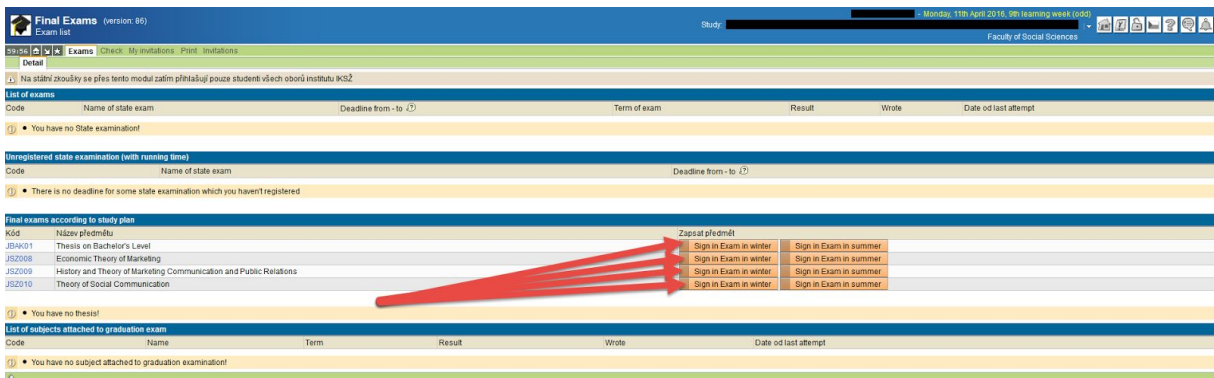 Final Exams (version: 86)
Exam list
- Monday, 11th April 2016, 9th learning week (odd)
Study:
Faculty of Social Sciences
59:56 Exams Check My invitations Print Invitations
Detail
Na státní zkoušky se přes tento modul zatím přihlašují pouze studenti všech oborů institutu IKSŽ
List of exams
Code Name of state exam Deadline from - to Term of exam Result Wrote Date od last attempt
• You have no State examination!
Unregistered state examination (with running time)
Code Name of state exam Deadline from - to
• There is no deadline for some state examination which you haven't registered
Final exams according to study plan
Kód Název předmětu Zapsat předmět
JBAK01 Thesis on Bachelor's Level Sign in Exam in winter Sign in Exam in summer
JSZ008 Economic Theory of Marketing Sign in Exam in winter Sign in Exam in summer
JSZ009 History and Theory of Marketing Communication and Public Relations Sign in Exam in winter Sign in Exam in summer
JSZ010 Theory of Social Communication Sign in Exam in winter Sign in Exam in summer
• You have no thesis!
List of subjects attached to graduation exam
Code Name Term Result Wrote Date od last attempt
• You have no subject attached to graduation examination!